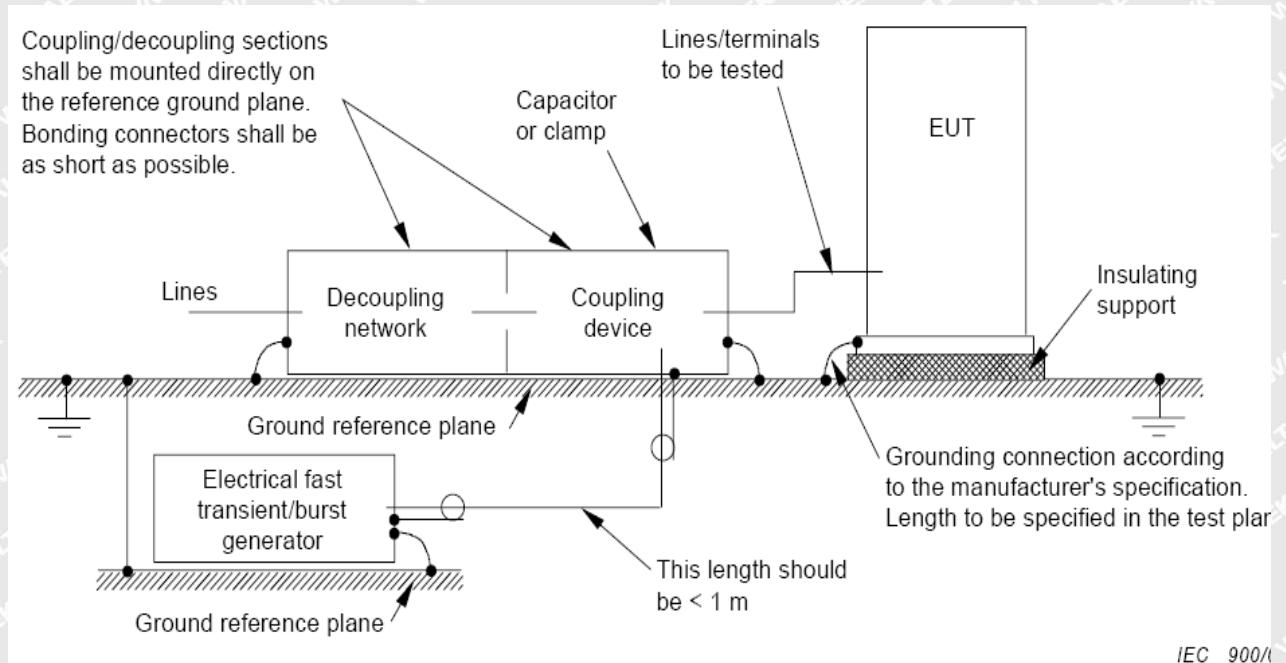 Coupling/decoupling sections
shall be mounted directly on
the reference ground plane.
Bonding connectors shall be
as short as possible.
Capacitor
or clamp
Lines/terminals
to be tested
EUT
Lines
Decoupling
network
Coupling
device
Insulating
support
Ground reference plane
Electrical fast
transient/burst
generator
Grounding connection according
to the manufacturer's specification.
Length to be specified in the test plan
This length should
be < 1 m
Ground reference plane
IEC 900/